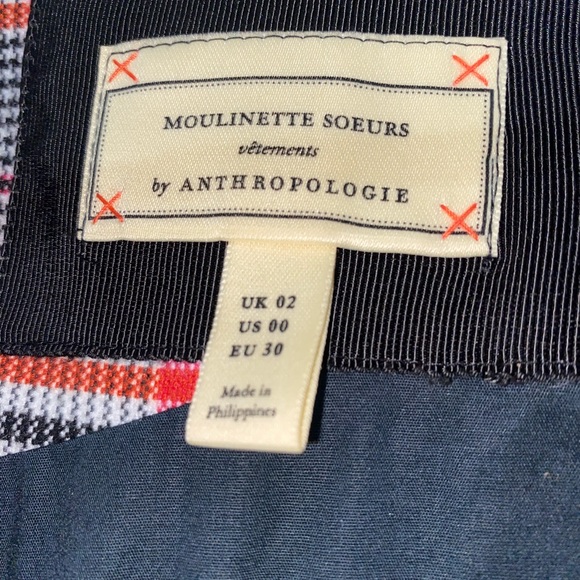 MOULINETTE SOEURS
vêtements
by ANTHROPOLOGIE
UK 02
US 00
EU 30
Made in
Philippines